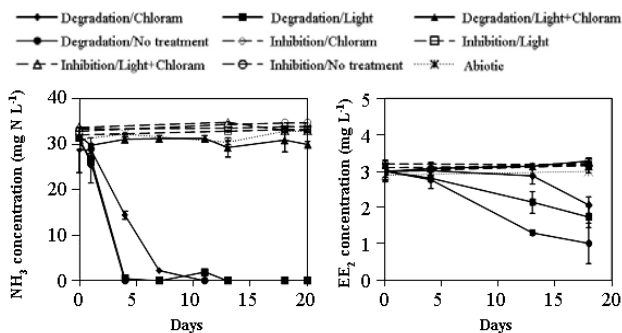 Degradation/Chloram Degradation/Light Degradation/Light+Chloram
Degradation/No treatment Inhibition/Chloram Inhibition/Light
Inhibition/Light+Chloram Inhibition/No treatment Abiotic
NH3 concentration (mg N L-1)
40
30
20
10
0
0 5 10 15 20
Days
EE2 concentration (mg L-1)
5
4
3
2
1
0
0 5 10 15 20
Days